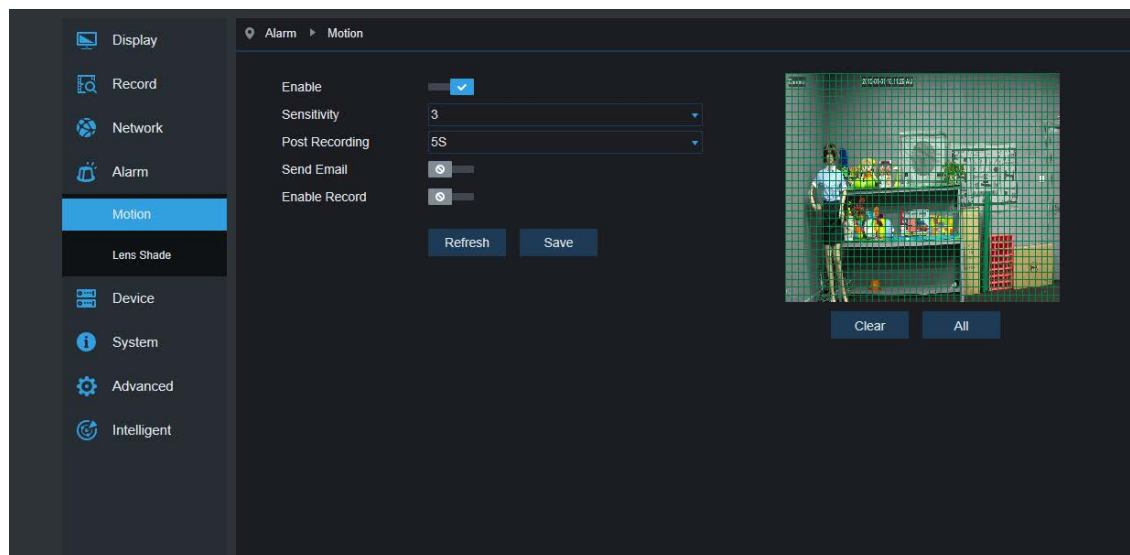 Display
Record
Network
Alarm
Motion
Lens Shade
Device
System
Advanced
Intelligent
Alarm Motion
Enable
Sensitivity 3
Post Recording 5S
Send Email
Enable Record
Refresh Save
Clear All